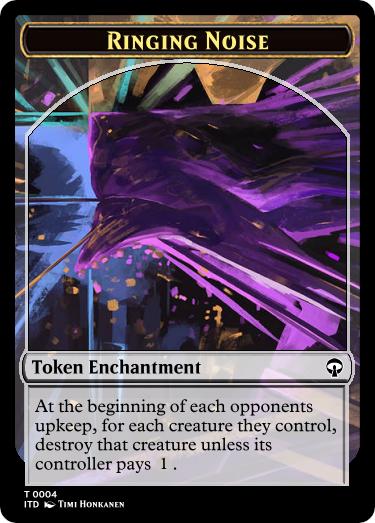 Ringing Noise
Token Enchantment
At the beginning of each opponents
upkeep, for each creature they control,
destroy that creature unless its
controller pays 1 .
T 0004
ITD Timi Honkanen